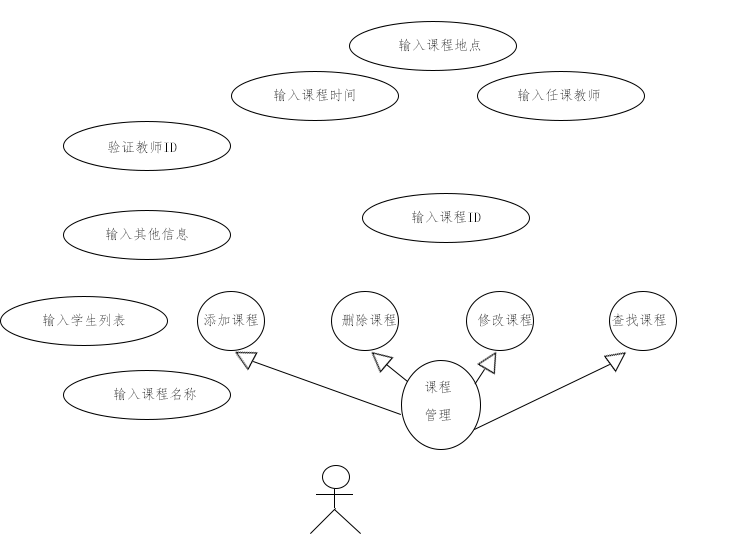 输入课程地点
输入课程时间
输入任课教师
验证教师ID
输入课程ID
输入其他信息
输入学生列表
添加课程
删除课程
修改课程
查找课程
输入课程名称
课程
管理